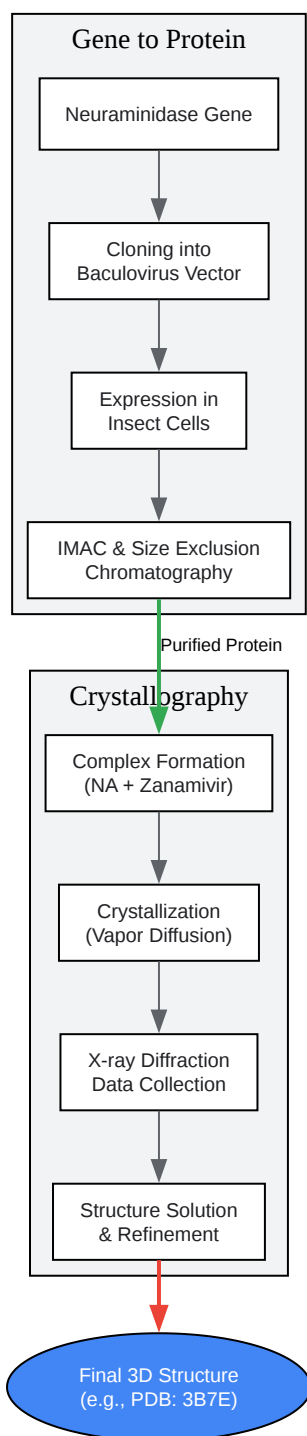 Gene to Protein
Neuraminidase Gene
Cloning into
Baculovirus Vector
Expression in
Insect Cells
IMAC & Size Exclusion
Chromatography
Purified Protein
Crystallography
Complex Formation
(NA + Zanamivir)
Crystallization
(Vapor Diffusion)
X-ray Diffraction
Data Collection
Structure Solution
& Refinement
Final 3D Structure
(e.g., PDB: 3B7E)